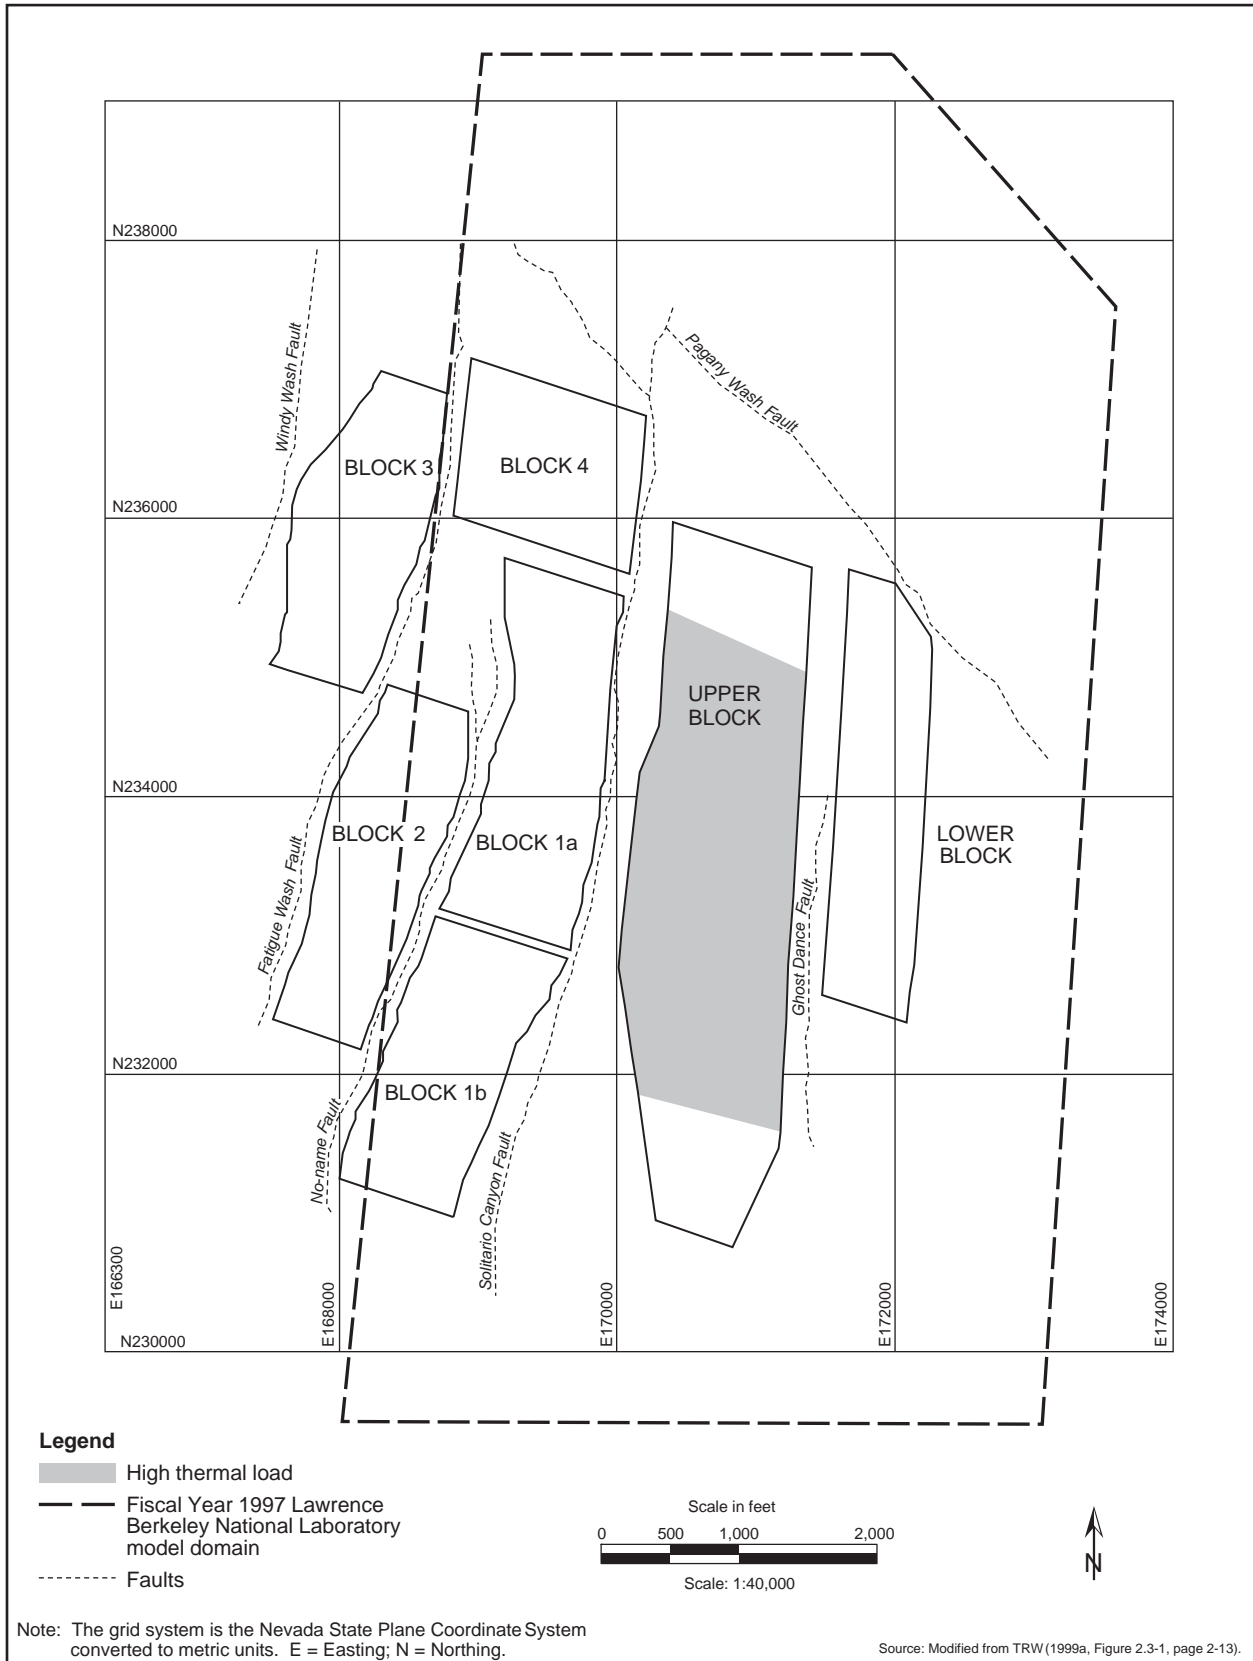 N238000
Windy Wash Fault
Pagany Wash Fault
BLOCK 3
BLOCK 4
N236000
UPPER
BLOCK
N234000
BLOCK 2
BLOCK 1a
LOWER
BLOCK
Fatigue Wash Fault
Ghost Dance Fault
N232000
BLOCK 1b
No-name Fault
Solitario Canyon Fault
E166300
E168000
E170000
E172000
E174000
N230000
Legend
High thermal load
Fiscal Year 1997 Lawrence
Berkeley National Laboratory
model domain
Faults
Scale in feet
0 500 1,000 2,000
Scale: 1:40,000
N
Note: The grid system is the Nevada State Plane Coordinate System
converted to metric units. E = Easting; N = Northing.
Source: Modified from TRW (1999a, Figure 2.3-1, page 2-13).